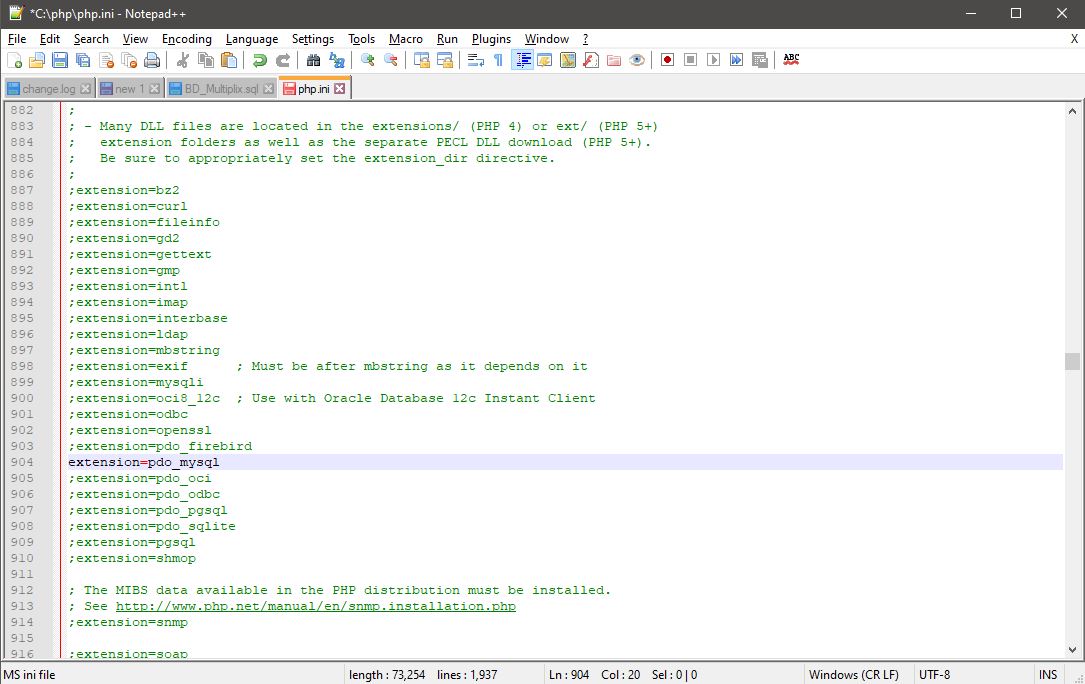 *C:\php\php.ini - Notepad++
File Edit Search View Encoding Language Settings Tools Macro Run Plugins Window ? X
ABC
change.log new 1 BD_Multiplix.sql php.ini
882 ;
883 ; - Many DLL files are located in the extensions/ (PHP 4) or ext/ (PHP 5+)
884 ;   extension folders as well as the separate PECL DLL download (PHP 5+).
885 ;   Be sure to appropriately set the extension_dir directive.
886 ;
887 ;extension=bz2
888 ;extension=curl
889 ;extension=fileinfo
890 ;extension=gd2
891 ;extension=gettext
892 ;extension=gmp
893 ;extension=intl
894 ;extension=imap
895 ;extension=interbase
896 ;extension=ldap
897 ;extension=mbstring
898 ;extension=exif      ; Must be after mbstring as it depends on it
899 ;extension=mysqli
900 ;extension=oci8_12c  ; Use with Oracle Database 12c Instant Client
901 ;extension=odbc
902 ;extension=openssl
903 ;extension=pdo_firebird
904 extension=pdo_mysql
905 ;extension=pdo_oci
906 ;extension=pdo_odbc
907 ;extension=pdo_pgsql
908 ;extension=pdo_sqlite
909 ;extension=pgsql
910 ;extension=shmop
911
912 ; The MIBS data available in the PHP distribution must be installed.
913 ; See http://www.php.net/manual/en/snmp.installation.php
914 ;extension=snmp
915
916 ;extension=soap
MS ini file length : 73,254 lines : 1,937 Ln : 904 Col : 20 Sel : 0 | 0 Windows (CR LF) UTF-8 INS